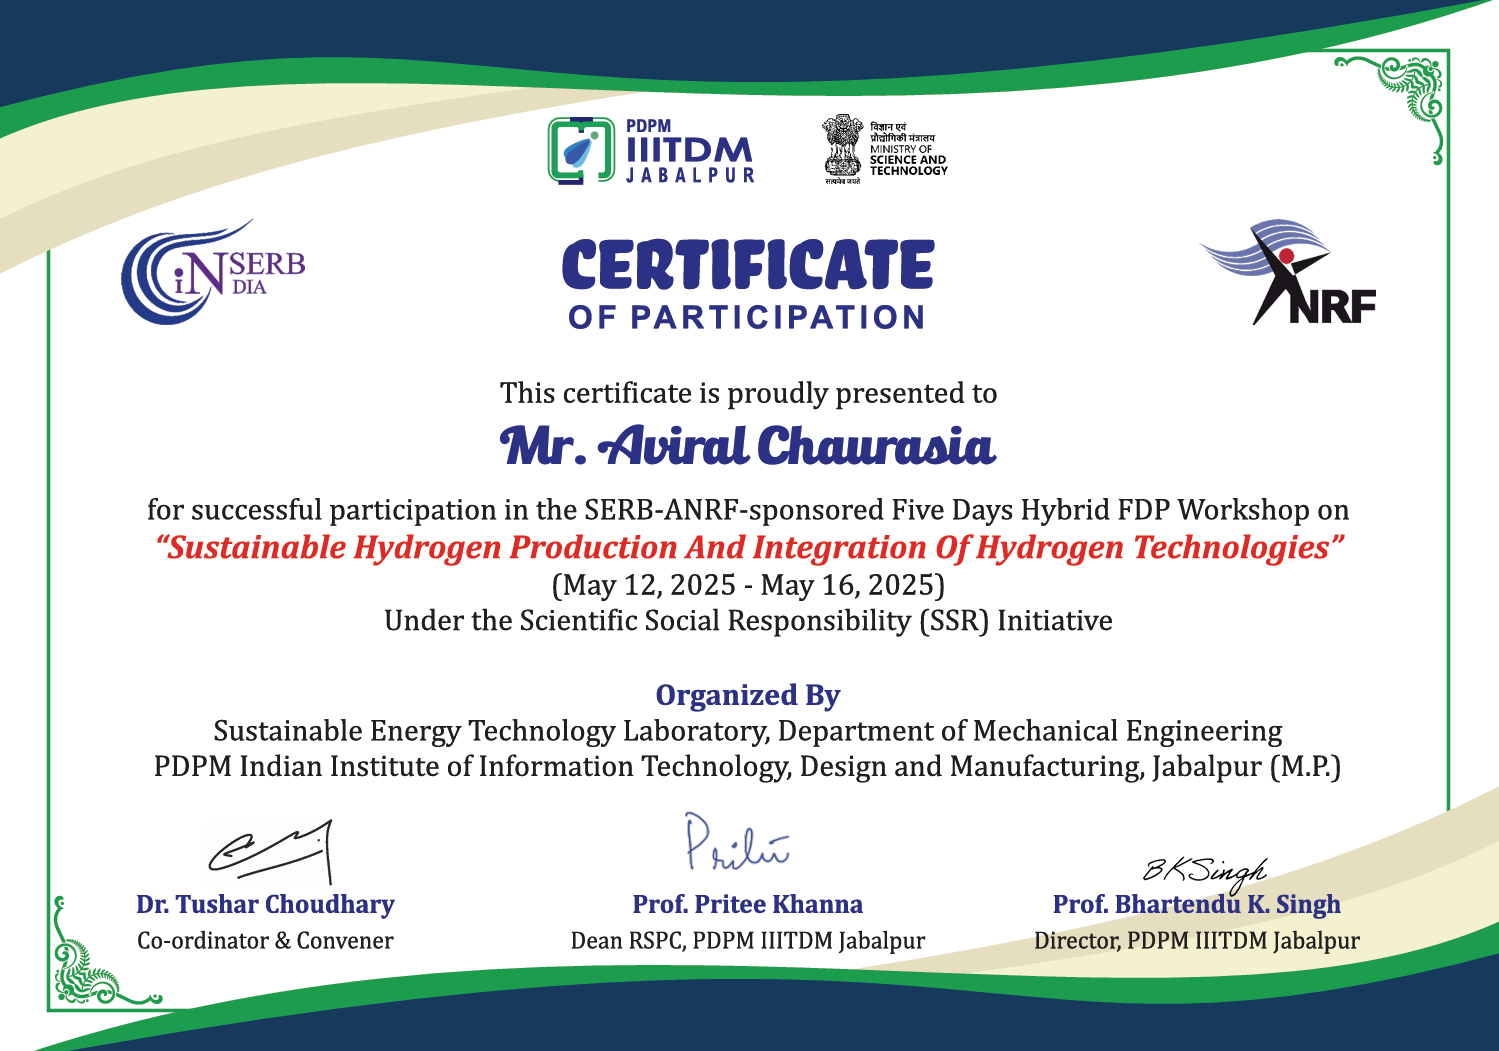 PDPM
IIITDM
JABALPUR
विज्ञान एवं
प्रौद्योगिकी मंत्रालय
MINISTRY OF
SCIENCE AND
TECHNOLOGY
सत्यमेव जयते
iNSERB
DIA
ANRF
CERTIFICATE
OF PARTICIPATION
This certificate is proudly presented to
Mr. Aviral Chaurasia
for successful participation in the SERB-ANRF-sponsored Five Days Hybrid FDP Workshop on
“Sustainable Hydrogen Production And Integration Of Hydrogen Technologies”
(May 12, 2025 - May 16, 2025)
Under the Scientific Social Responsibility (SSR) Initiative
Organized By
Sustainable Energy Technology Laboratory, Department of Mechanical Engineering
PDPM Indian Institute of Information Technology, Design and Manufacturing, Jabalpur (M.P.)
BKSingh
Dr. Tushar Choudhary
Prof. Pritee Khanna
Prof. Bhartendu K. Singh
Co-ordinator & Convener
Dean RSPC, PDPM IIITDM Jabalpur
Director, PDPM IIITDM Jabalpur